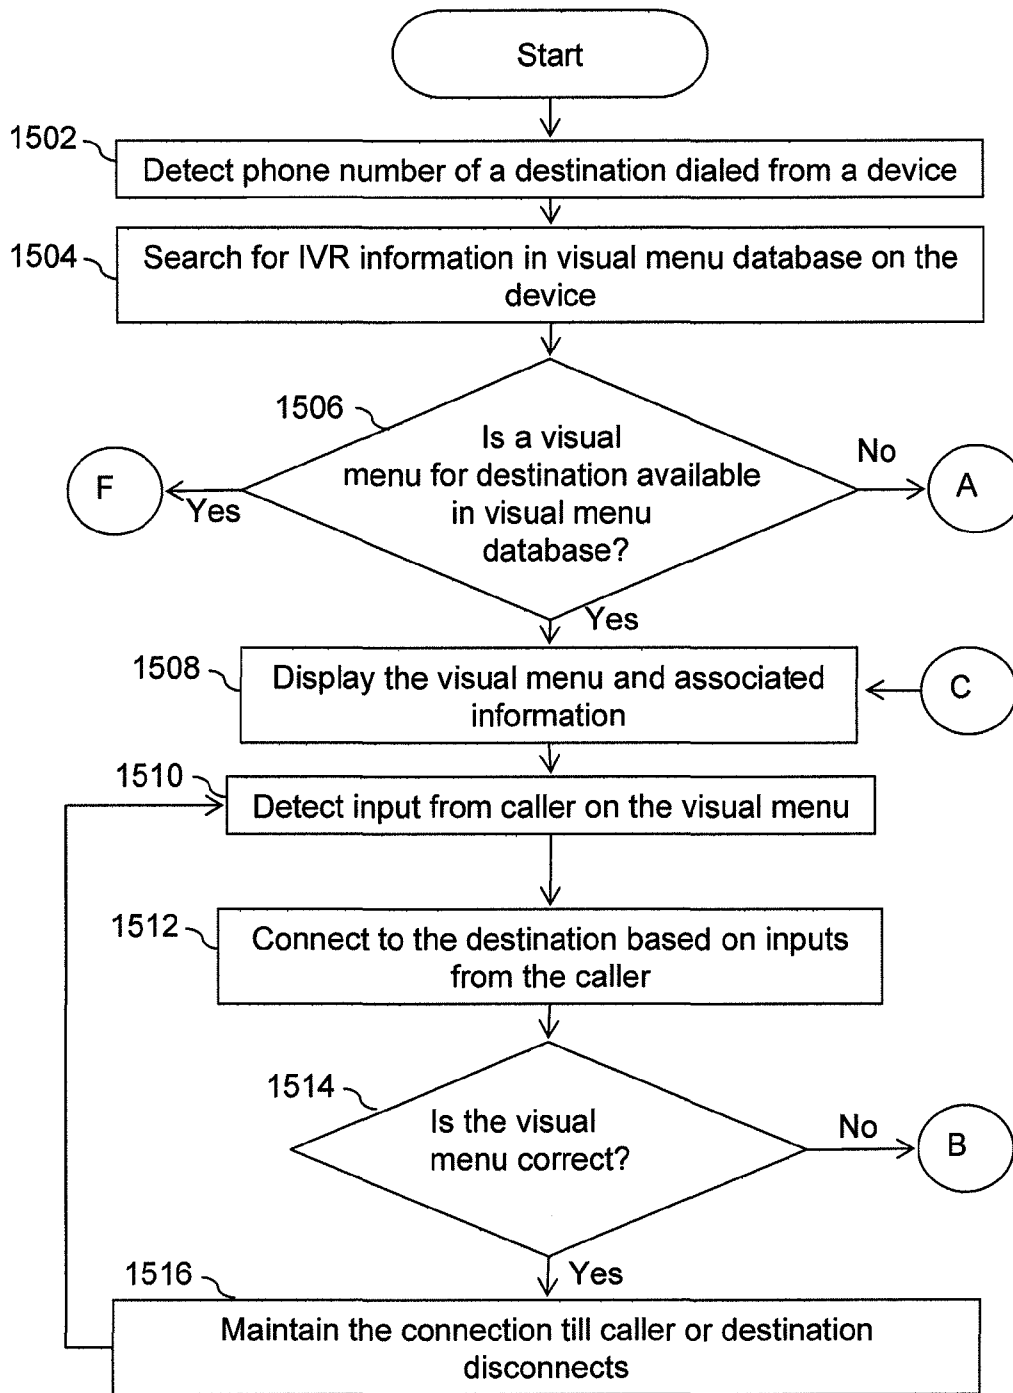 Start
1502
Detect phone number of a destination dialed from a device
1504
Search for IVR information in visual menu database on the
device
1506
Is a visual
menu for destination available
in visual menu
database?
No
A
F
Yes
Yes
1508
Display the visual menu and associated
information
C
1510
Detect input from caller on the visual menu
1512
Connect to the destination based on inputs
from the caller
1514
Is the visual
menu correct?
No
B
Yes
1516
Maintain the connection till caller or destination
disconnects